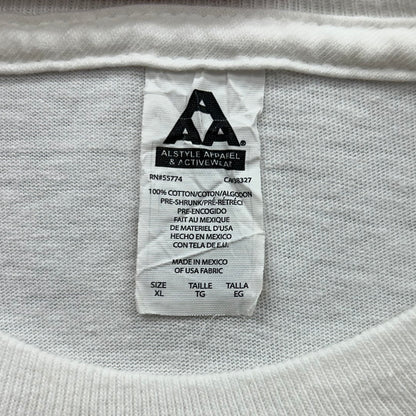 A
AA®
ALSTYLE APPAREL
& ACTIVEWEAR
RN#55774 CA#38327
100% COTTON/COTON/ALGODON
PRE-SHRUNK/PRÉ-RÉTRÉCI
PRE-ENCOGIDO
FAIT AU MEXIQUE
DE MATERIEL D'USA
HECHO EN MEXICO
CON TELA DE E.U.
MADE IN MEXICO
OF USA FABRIC
SIZE TAILLE TALLA
XL TG EG